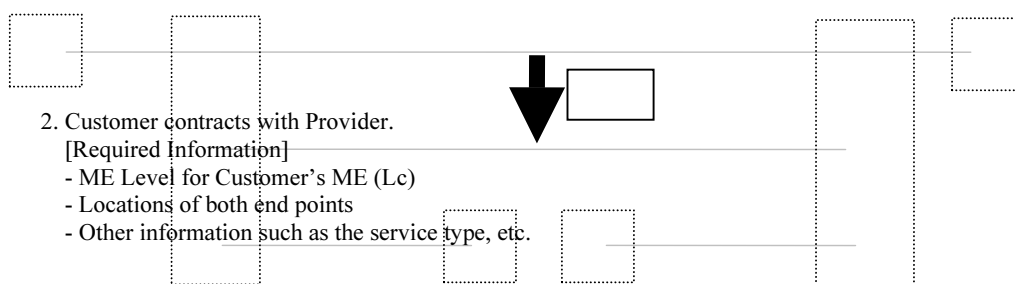 2. Customer contracts with Provider.
[Required Information]
- ME Level for Customer’s ME (Lc)
- Locations of both end points
- Other information such as the service type, etc.